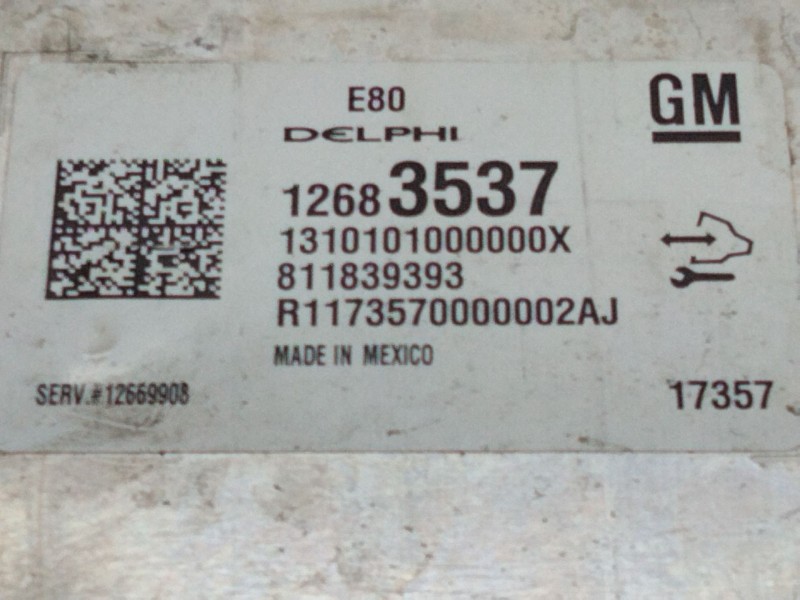 E80
GM
DELPHI
12683537
1310101000000X
811839393
R1173570000002AJ
MADE IN MEXICO
SERV.#12669908
17357